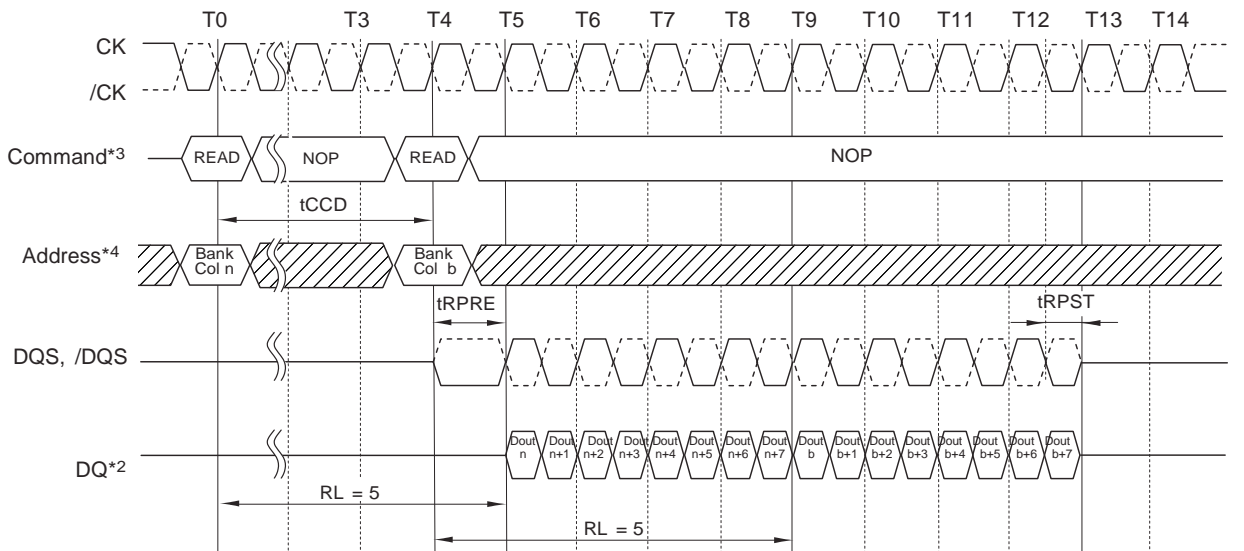 T0 T3 T4 T5 T6 T7 T8 T9 T10 T11 T12 T13 T14
CK
/CK
Command*3 READ NOP READ NOP
tCCD
Address*4 Bank Col n Bank Col b
tRPRE tRPST
DQS, /DQS
DQ*2 Dout n Dout n+1 Dout n+2 Dout n+3 Dout n+4 Dout n+5 Dout n+6 Dout n+7 Dout b Dout b+1 Dout b+2 Dout b+3 Dout b+4 Dout b+5 Dout b+6 Dout b+7
RL = 5
RL = 5